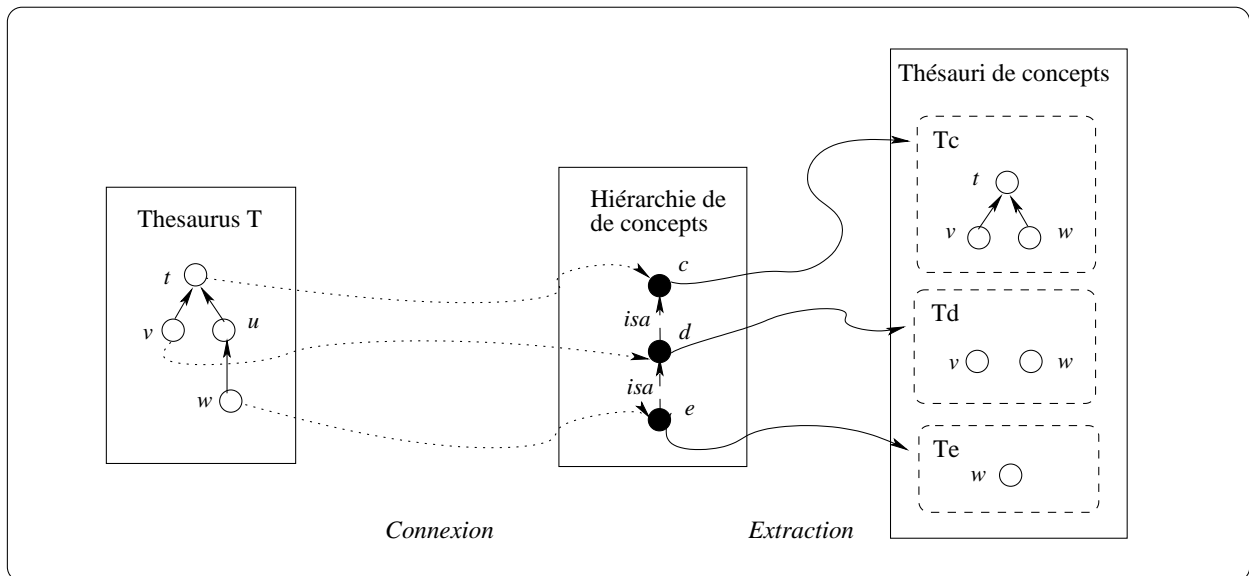 Thesaurus T
t
v
u
w
Hiérarchie de
de concepts
c
isa
d
isa
e
Thésauri de concepts
Tc
t
v
w
Td
v
w
Te
w
Connexion
Extraction